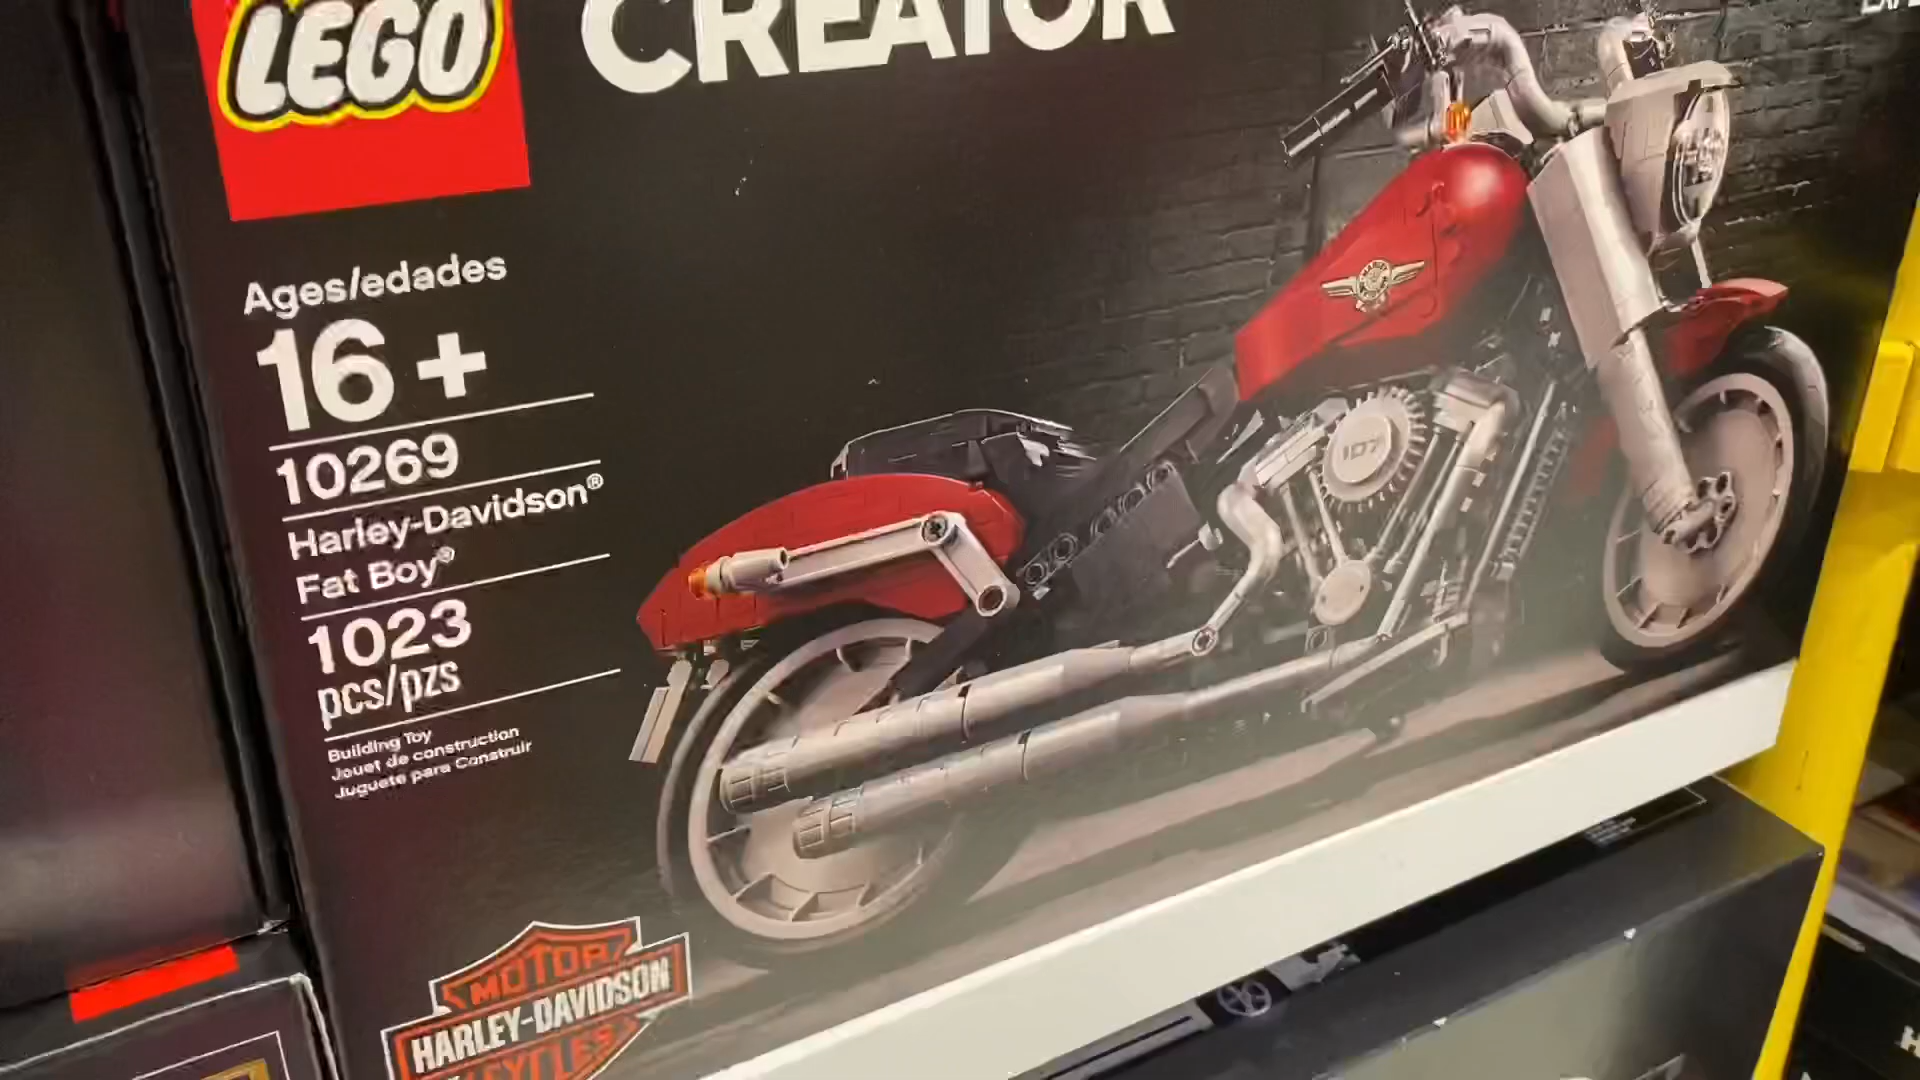 LEGO
CREATOR
Ages/edades
16+
10269
Harley-Davidson®
Fat Boy®
1023
pcs/pzs
Building Toy
Jouet de construction
Juguete para Construir
107
MOTOR
HARLEY-DAVIDSON